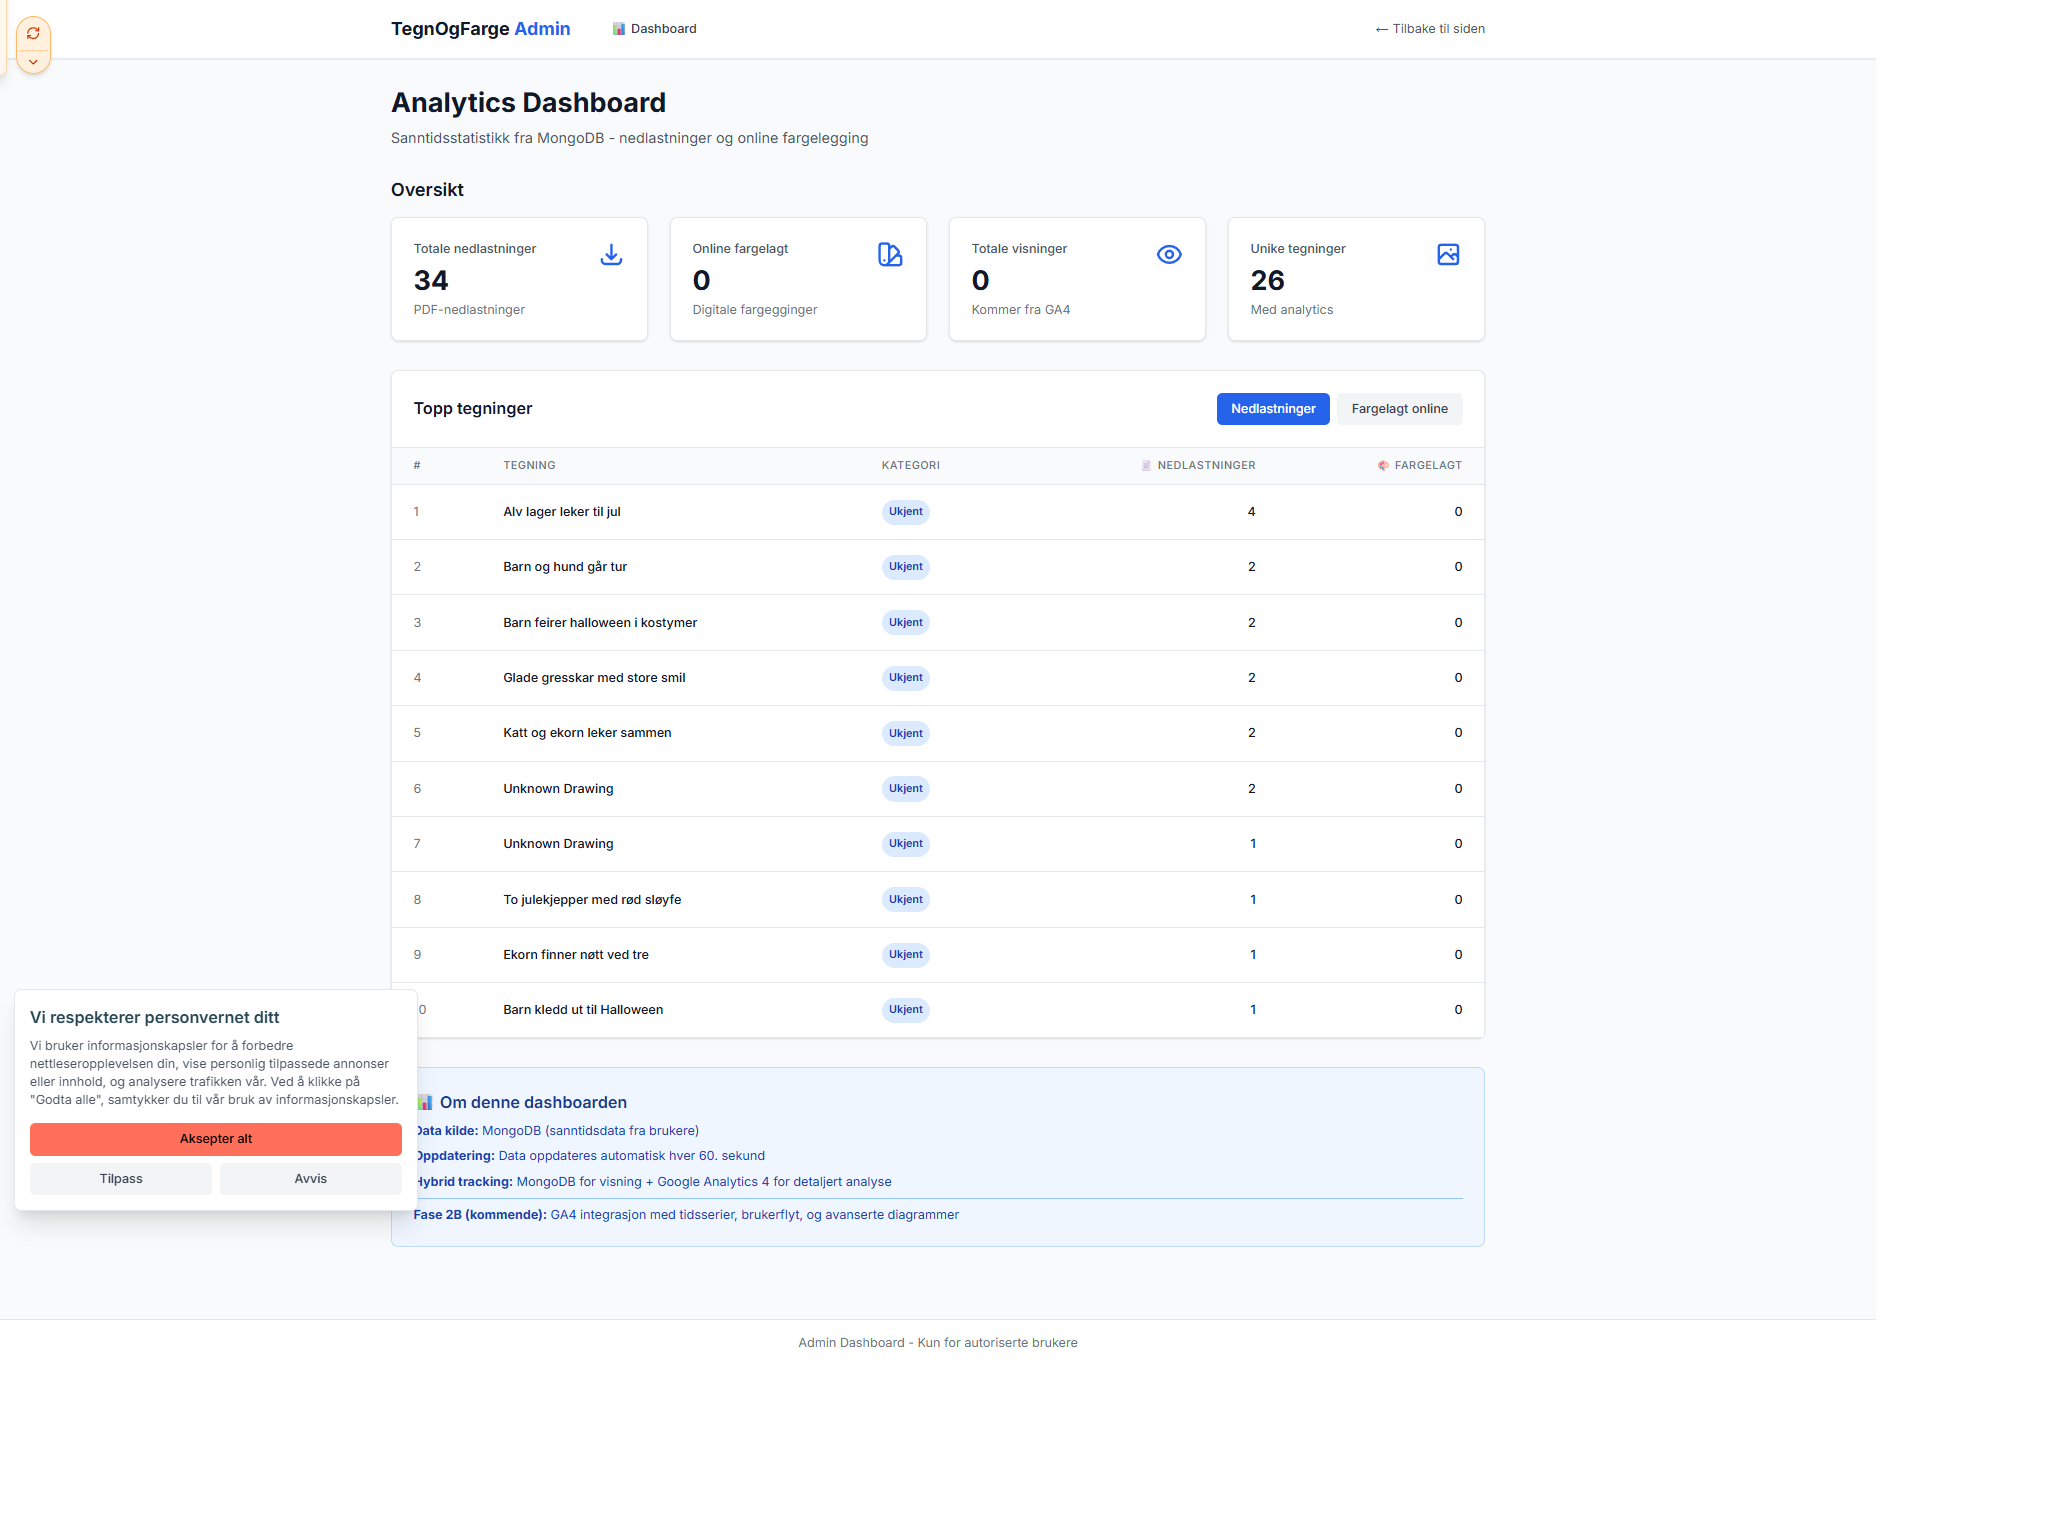 TegnOgFarge Admin
📊 Dashboard
← Tilbake til siden
Analytics Dashboard
Sanntidsstatistikk fra MongoDB - nedlastninger og online fargelegging
Oversikt
Totale nedlastninger
34
PDF-nedlastninger
Online fargelagt
0
Digitale fargegginger
Totale visninger
0
Kommer fra GA4
Unike tegninger
26
Med analytics
Topp tegninger
Nedlastninger
Fargelagt online
# TEGNING KATEGORI NEDLASTNINGER FARGELAGT
1 Alv lager leker til jul Ukjent 4 0
2 Barn og hund går tur Ukjent 2 0
3 Barn feirer halloween i kostymer Ukjent 2 0
4 Glade gresskar med store smil Ukjent 2 0
5 Katt og ekorn leker sammen Ukjent 2 0
6 Unknown Drawing Ukjent 2 0
7 Unknown Drawing Ukjent 1 0
8 To julekjepper med rød sløyfe Ukjent 1 0
9 Ekorn finner nøtt ved tre Ukjent 1 0
0 Barn kledd ut til Halloween Ukjent 1 0
Vi respekterer personvernet ditt
Vi bruker informasjonskapsler for å forbedre
nettleseropplevelsen din, vise personlig tilpassede annonser
eller innhold, og analysere trafikken vår. Ved å klikke på
"Godta alle", samtykker du til vår bruk av informasjonskapsler.
Aksepter alt
Tilpass
Avvis
📊 Om denne dashboarden
Data kilde: MongoDB (sanntidsdata fra brukere)
Oppdatering: Data oppdateres automatisk hver 60. sekund
Hybrid tracking: MongoDB for visning + Google Analytics 4 for detaljert analyse
Fase 2B (kommende): GA4 integrasjon med tidsserier, brukerflyt, og avanserte diagrammer
Admin Dashboard - Kun for autoriserte brukere